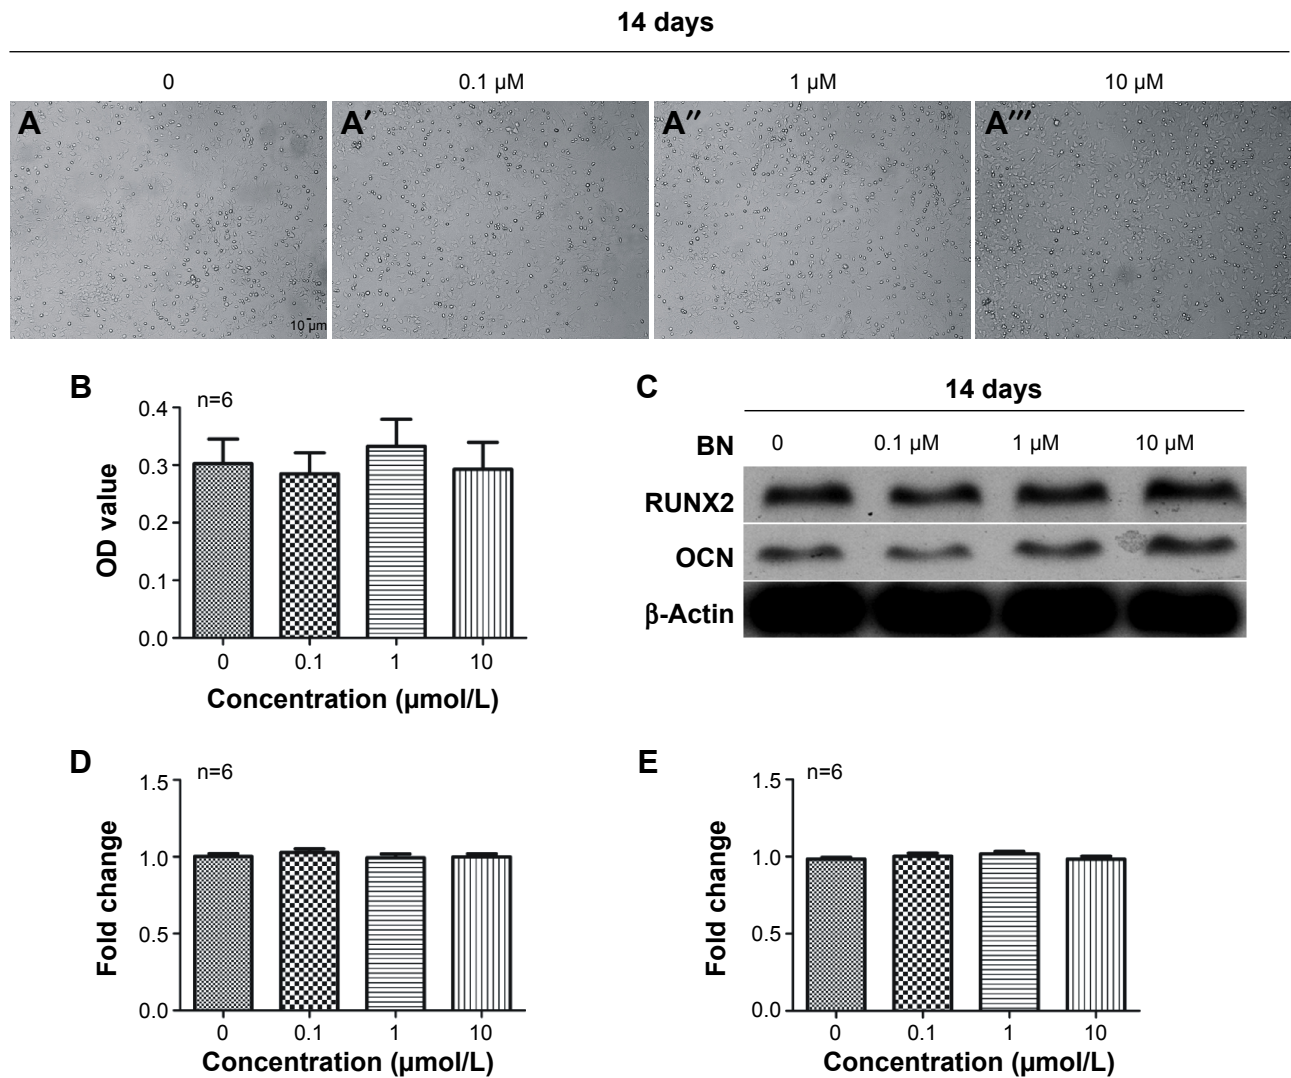 14 days
0 0.1 µM 1 µM 10 µM
A A′ A″ A‴
10 µm
B
n=6
0.4
0.3
0.2
0.1
0.0
OD value
0 0.1 1 10
Concentration (µmol/L)
C
14 days
BN 0 0.1 µM 1 µM 10 µM
RUNX2
OCN
β-Actin
D
n=6
1.5
1.0
0.5
0.0
Fold change
0 0.1 1 10
Concentration (µmol/L)
E
n=6
1.5
1.0
0.5
0.0
Fold change
0 0.1 1 10
Concentration (µmol/L)